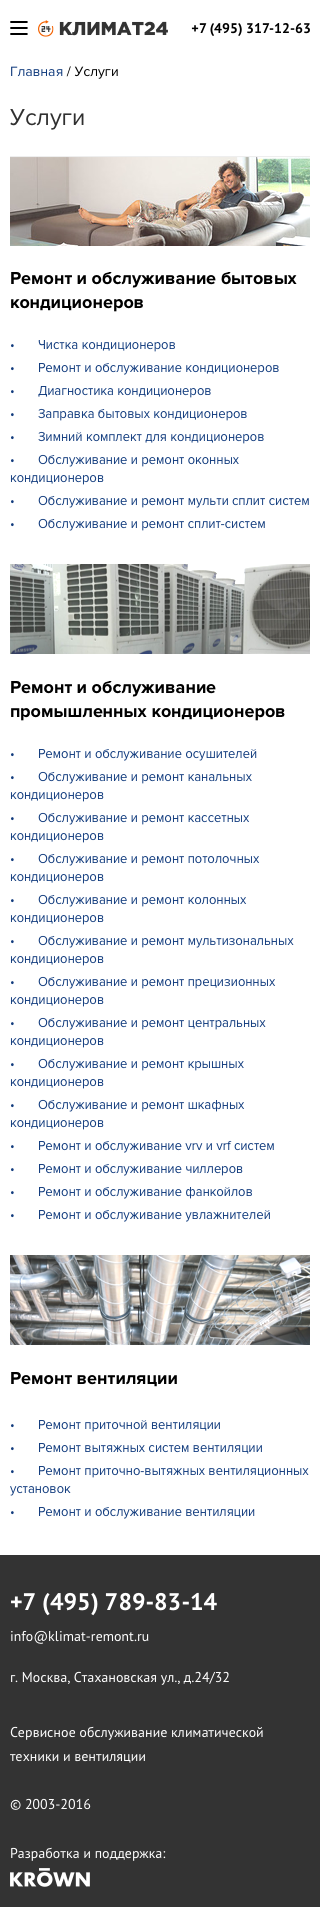 24 КЛИМАТ24 +7 (495) 317-12-63
Главная / Услуги
Услуги
Ремонт и обслуживание бытовых
кондиционеров
• Чистка кондиционеров
• Ремонт и обслуживание кондиционеров
• Диагностика кондиционеров
• Заправка бытовых кондиционеров
• Зимний комплект для кондиционеров
• Обслуживание и ремонт оконных
кондиционеров
• Обслуживание и ремонт мульти сплит систем
• Обслуживание и ремонт сплит-систем
Ремонт и обслуживание
промышленных кондиционеров
• Ремонт и обслуживание осушителей
• Обслуживание и ремонт канальных
кондиционеров
• Обслуживание и ремонт кассетных
кондиционеров
• Обслуживание и ремонт потолочных
кондиционеров
• Обслуживание и ремонт колонных
кондиционеров
• Обслуживание и ремонт мультизональных
кондиционеров
• Обслуживание и ремонт прецизионных
кондиционеров
• Обслуживание и ремонт центральных
кондиционеров
• Обслуживание и ремонт крышных
кондиционеров
• Обслуживание и ремонт шкафных
кондиционеров
• Ремонт и обслуживание vrv и vrf систем
• Ремонт и обслуживание чиллеров
• Ремонт и обслуживание фанкойлов
• Ремонт и обслуживание увлажнителей
Ремонт вентиляции
• Ремонт приточной вентиляции
• Ремонт вытяжных систем вентиляции
• Ремонт приточно-вытяжных вентиляционных
установок
• Ремонт и обслуживание вентиляции
+7 (495) 789-83-14
info@klimat-remont.ru
г. Москва, Стахановская ул., д.24/32
Сервисное обслуживание климатической
техники и вентиляции
© 2003-2016
Разработка и поддержка:
KRŌWN